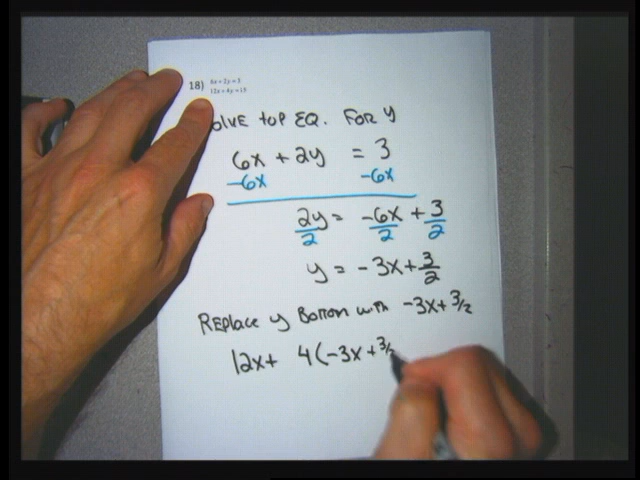 18) 6x + 2y = 3
12x + 4y = 15
OLVE TOP EQ. FOR Y
6x + 2y = 3
-6x -6x
2y = -6x + 3
2 2 2
y = -3x + 3/2
REPLACE y BOTTOM WITH -3x + 3/2
12x + 4(-3x + 3/2